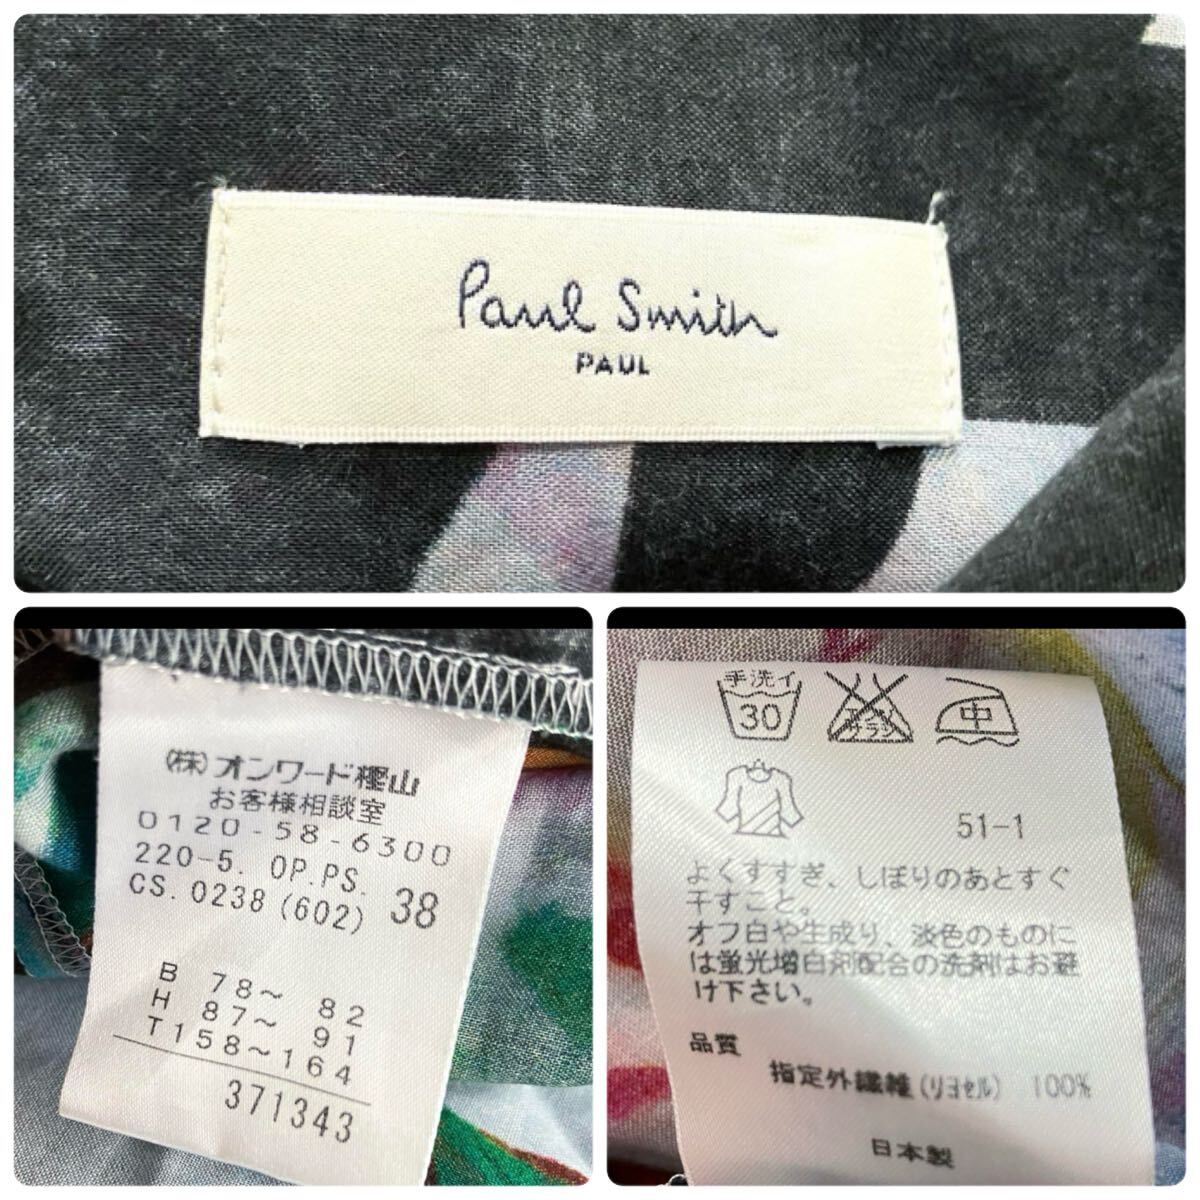 Paul Smith
PAUL
(株)オンワード樫山
お客様相談室
0120-58-6300
220-5. OP.PS.
CS.0238(602) 38
B 78～ 82
H 87～ 91
T158～164
371343
手洗イ
30
中
51-1
よくすすぎ、しぼりのあとすぐ
干すこと。
オフ白や生成り、淡色のものに
は蛍光増白剤配合の洗剤はお避
け下さい。
品質
指定外繊維(リヨセル) 100%
日本製